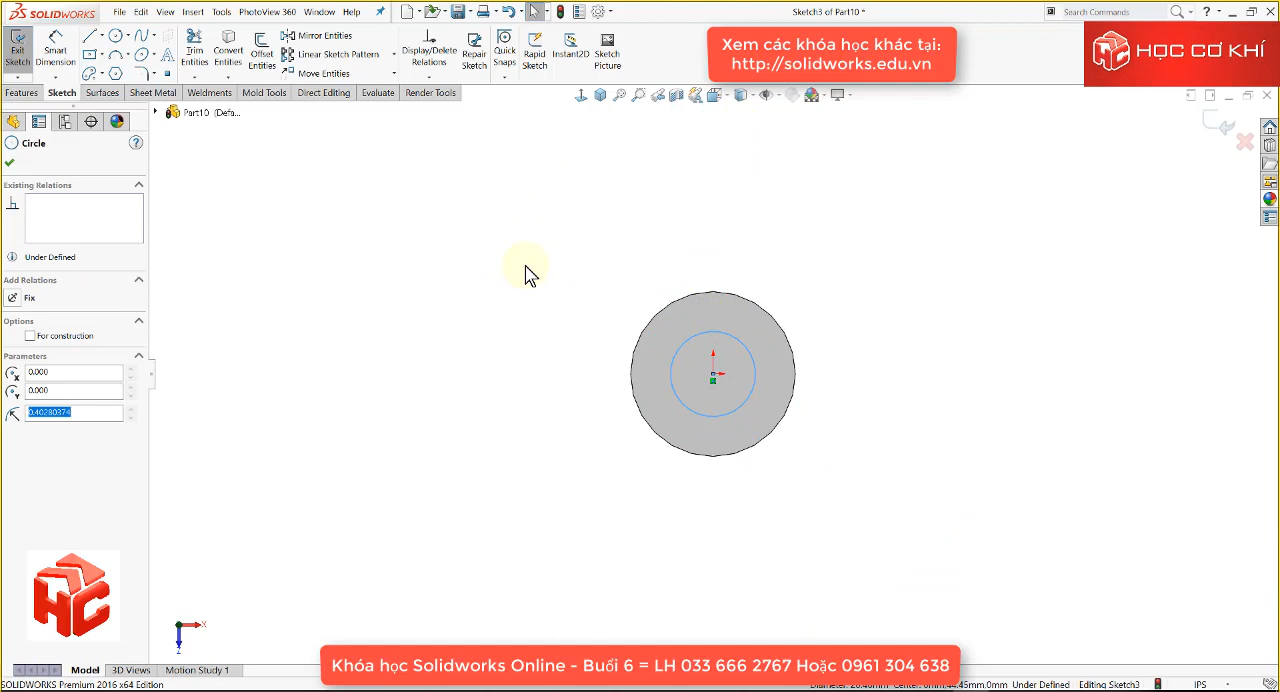 SOLIDWORKS
File Edit View Insert Tools PhotoView 360 Window Help
Sketch3 of Part10 *
Search Commands
?
Exit Sketch
Smart Dimension
Trim Entities
Convert Entities
Offset Entities
Mirror Entities
Linear Sketch Pattern
Move Entities
Display/Delete Relations
Repair Sketch
Quick Snaps
Rapid Sketch
Instant2D
Sketch Picture
Xem các khóa học khác tại:
http://solidworks.edu.vn
HỌC CƠ KHÍ
Features Sketch Surfaces Sheet Metal Weldments Mold Tools Direct Editing Evaluate Render Tools
Part10 (Defa...
Circle
?
Existing Relations
Under Defined
Add Relations
Fix
Options
For construction
Parameters
X 0.000
Y 0.000
0.40280374
HC
X
Model 3D Views Motion Study 1
Khóa học Solidworks Online - Buổi 6 = LH 033 666 2767 Hoặc 0961 304 638
SOLIDWORKS Premium 2016 x64 Edition
Under Defined Editing Sketch3 IPS